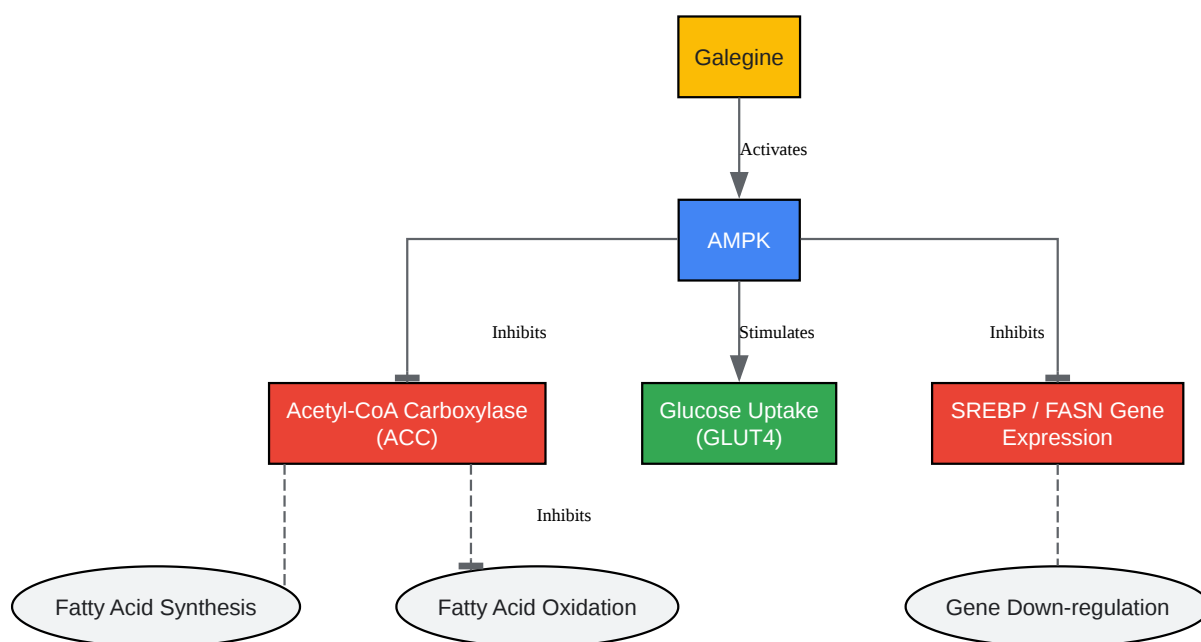 Galegine
Activates
AMPK
Inhibits
Stimulates
Inhibits
Acetyl-CoA Carboxylase
(ACC)
Glucose Uptake
(GLUT4)
SREBP / FASN Gene
Expression
Inhibits
Fatty Acid Synthesis
Fatty Acid Oxidation
Gene Down-regulation